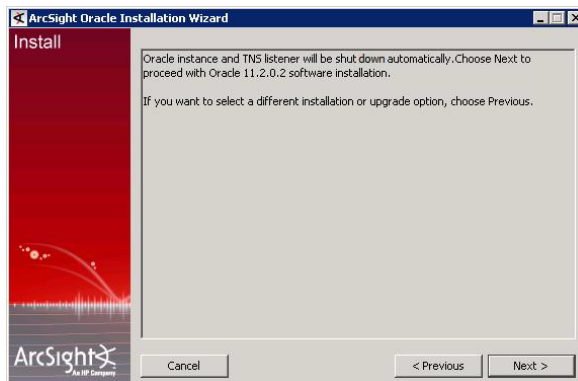 ArcSight Oracle Installation Wizard
Install
Oracle instance and TNS listener will be shut down automatically.Choose Next to
proceed with Oracle 11.2.0.2 software installation.
If you want to select a different installation or upgrade option, choose Previous.
ArcSight
An HP Company
Cancel
< Previous
Next >